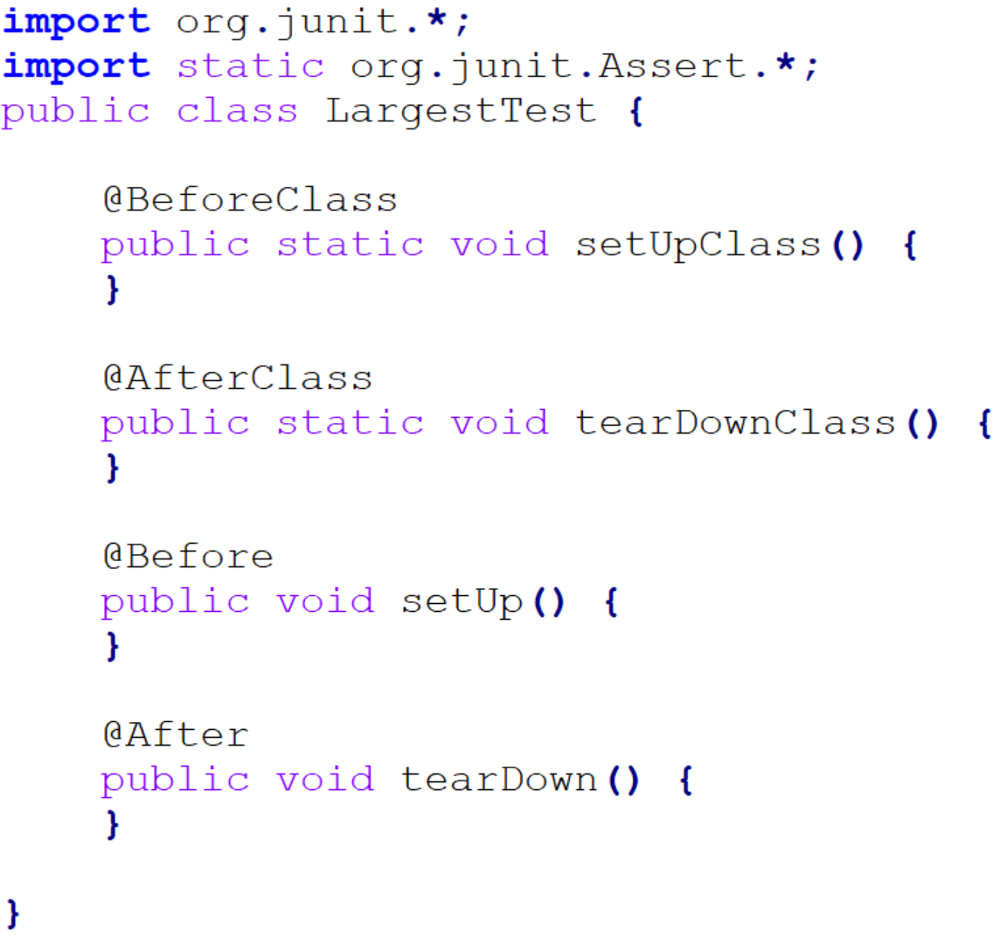 import org.junit.*;
import static org.junit.Assert.*;
public class LargestTest {
@BeforeClass
public static void setUpClass() {
}
@AfterClass
public static void tearDownClass() {
}
@Before
public void setUp() {
}
@After
public void tearDown() {
}
}